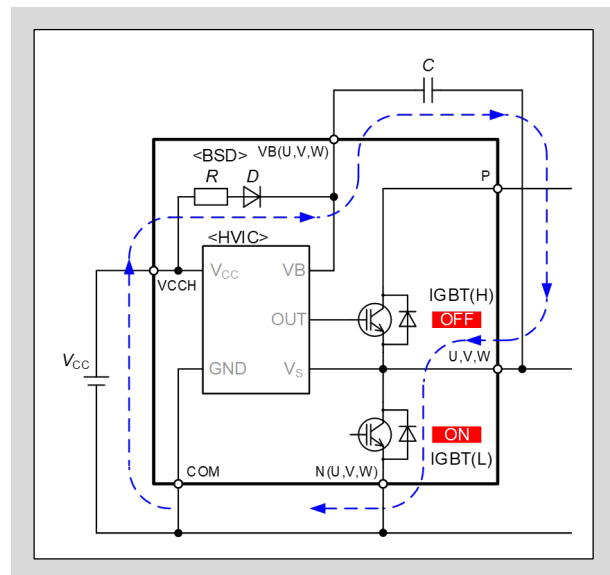 C
<BSD>
VB(U,V,W)
R
D
P
<HVIC>
VCCH
VCC
VB
IGBT(H)
OUT
OFF
VCC
GND
VS
U,V,W
ON
COM
N(U,V,W)
IGBT(L)